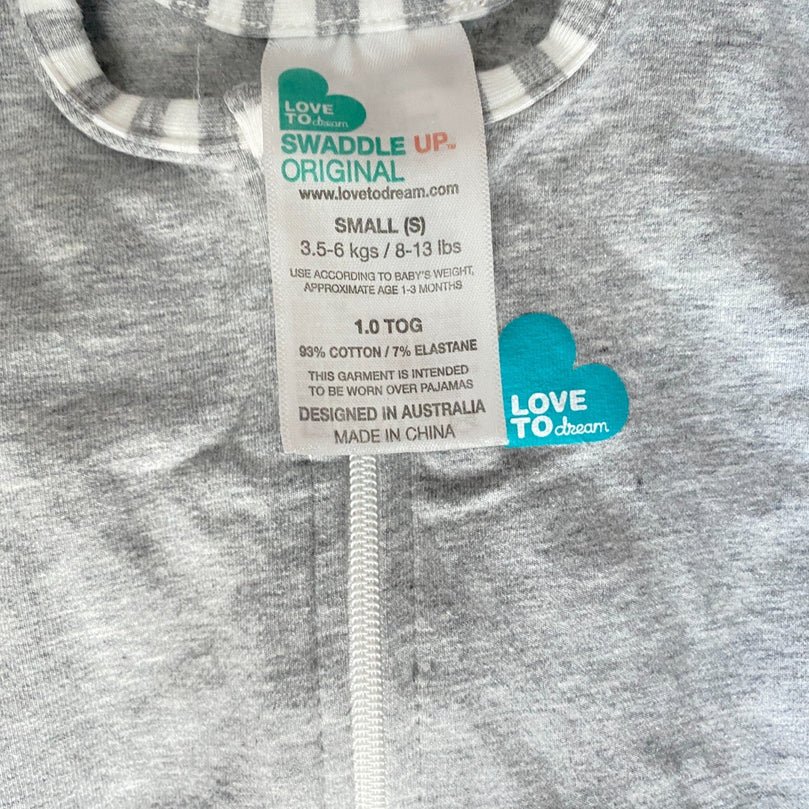 LOVE
TO dream
SWADDLE UP™
ORIGINAL
www.lovetodream.com
SMALL (S)
3.5-6 kgs / 8-13 lbs
USE ACCORDING TO BABY'S WEIGHT,
APPROXIMATE AGE 1-3 MONTHS
1.0 TOG
93% COTTON / 7% ELASTANE
THIS GARMENT IS INTENDED
TO BE WORN OVER PAJAMAS
DESIGNED IN AUSTRALIA
MADE IN CHINA
LOVE
TO dream